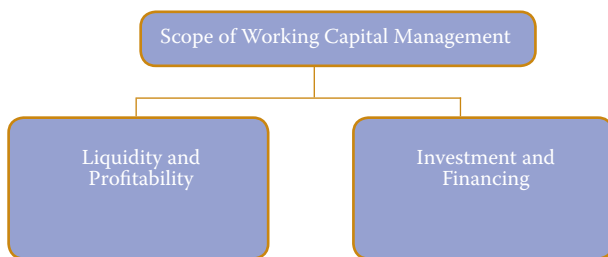 Scope of Working Capital Management
Liquidity and
Profitability
Investment and
Financing